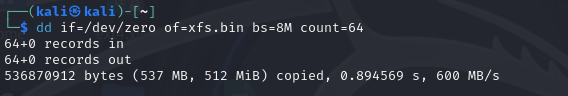 ┌──(kali㉿kali)-[~]
└─$ dd if=/dev/zero of=xfs.bin bs=8M count=64
64+0 records in
64+0 records out
536870912 bytes (537 MB, 512 MiB) copied, 0.894569 s, 600 MB/s